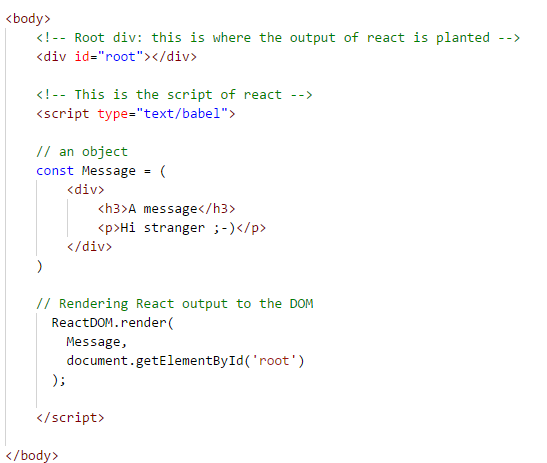 <body>
<!-- Root div: this is where the output of react is planted -->
<div id="root"></div>
<!-- This is the script of react -->
<script type="text/babel">
// an object
const Message = (
<div>
<h3>A message</h3>
<p>Hi stranger ;-)</p>
</div>
)
// Rendering React output to the DOM
ReactDOM.render(
Message,
document.getElementById('root')
);
</script>
</body>